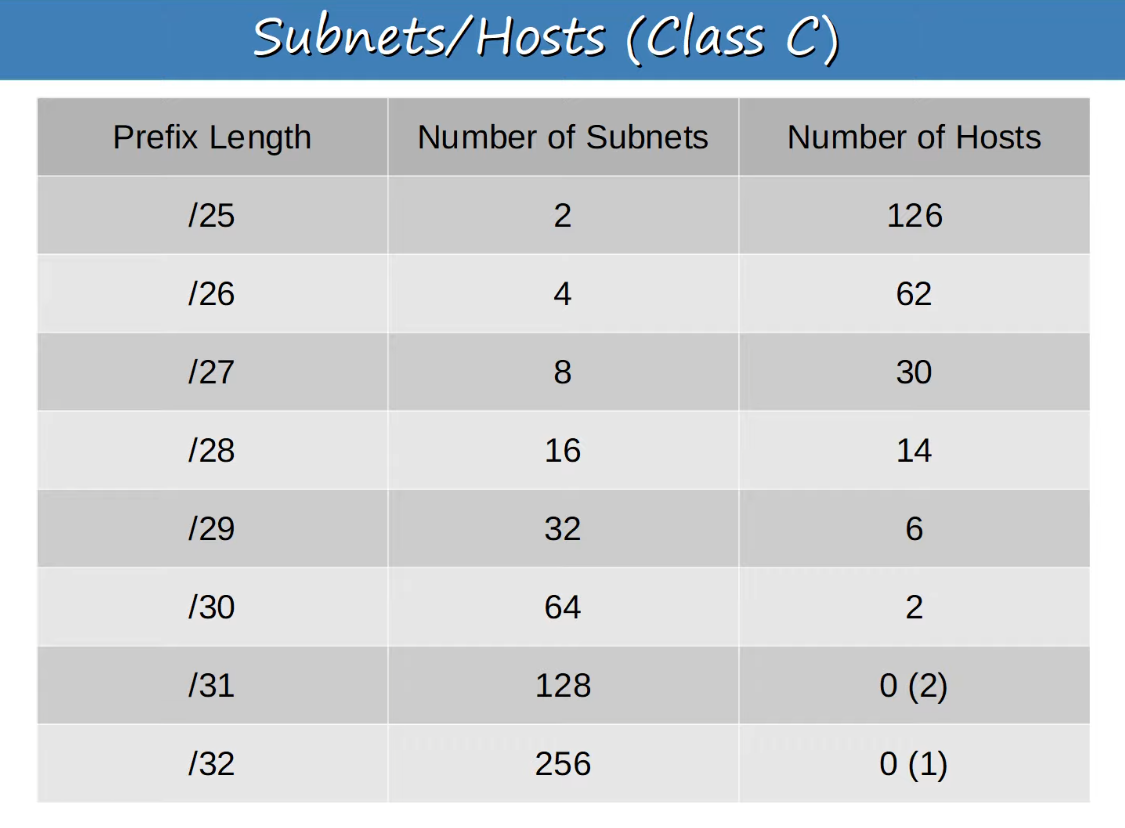 Subnets/Hosts (Class C)
Prefix Length Number of Subnets Number of Hosts
/25 2 126
/26 4 62
/27 8 30
/28 16 14
/29 32 6
/30 64 2
/31 128 0 (2)
/32 256 0 (1)